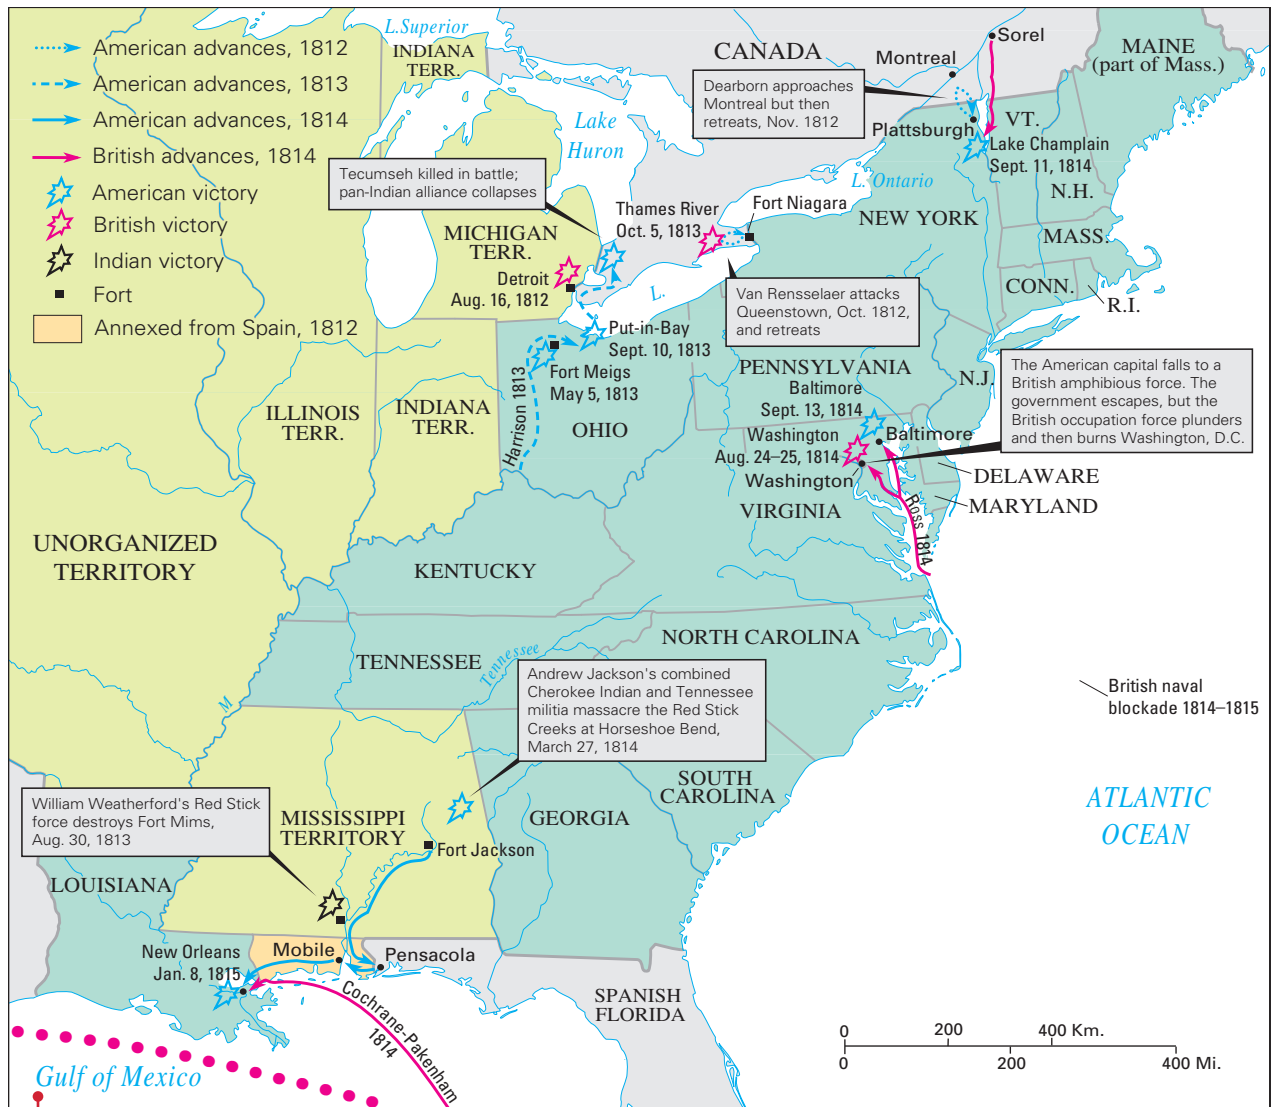 American advances, 1812
American advances, 1813
American advances, 1814
British advances, 1814
American victory
British victory
Indian victory
Fort
Annexed from Spain, 1812
L.Superior
INDIANA
TERR.
CANADA
Sorel
Montreal
MAINE
(part of Mass.)
Dearborn approaches
Montreal but then
retreats, Nov. 1812
Plattsburgh
VT.
Lake Champlain
Sept. 11, 1814
Lake
Huron
Tecumseh killed in battle;
pan-Indian alliance collapses
L. Ontario
N.H.
Thames River
Oct. 5, 1813
Fort Niagara
NEW YORK
MASS.
MICHIGAN
TERR.
Detroit
Aug. 16, 1812
L.
CONN.
R.I.
Van Rensselaer attacks
Queenstown, Oct. 1812,
and retreats
Put-in-Bay
Sept. 10, 1813
Fort Meigs
May 5, 1813
Harrison 1813
PENNSYLVANIA
N.J.
The American capital falls to a
British amphibious force. The
government escapes, but the
British occupation force plunders
and then burns Washington, D.C.
Baltimore
Sept. 13, 1814
ILLINOIS
TERR.
INDIANA
TERR.
OHIO
Washington
Aug. 24–25, 1814
Baltimore
Washington
DELAWARE
MARYLAND
VIRGINIA
Ross 1814
UNORGANIZED
TERRITORY
KENTUCKY
NORTH CAROLINA
TENNESSEE
Tennessee
M
Andrew Jackson's combined
Cherokee Indian and Tennessee
militia massacre the Red Stick
Creeks at Horseshoe Bend,
March 27, 1814
British naval
blockade 1814–1815
SOUTH
CAROLINA
ATLANTIC
OCEAN
William Weatherford's Red Stick
force destroys Fort Mims,
Aug. 30, 1813
MISSISSIPPI
TERRITORY
GEORGIA
Fort Jackson
LOUISIANA
New Orleans
Jan. 8, 1815
Mobile
Pensacola
Cochrane-Pakenham
1814
SPANISH
FLORIDA
0 200 400 Km.
0 200 400 Mi.
Gulf of Mexico